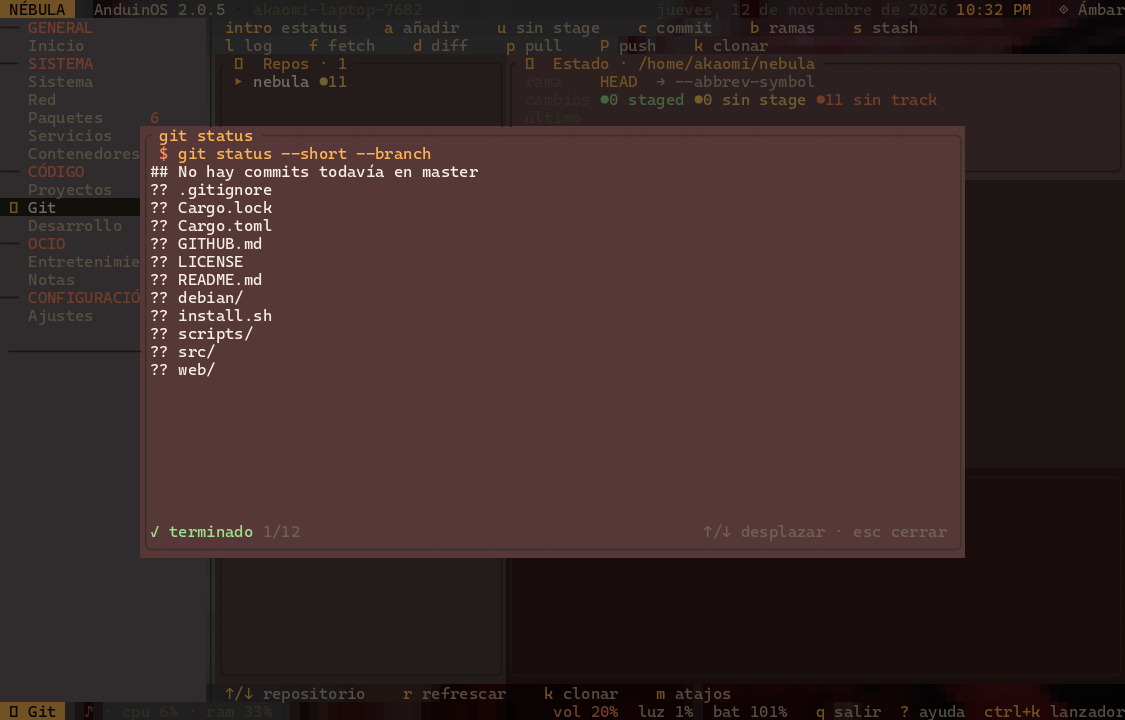 NÉBULA AnduinOS 2.0.5 · akaomi-laptop-7682 jueves, 12 de noviembre de 2026 10:32 PM ⟐ Ámbar
GENERAL
Inicio
SISTEMA
Sistema
Red
Paquetes 6
Servicios
Contenedores
CÓDIGO
Proyectos
Git
Desarrollo
OCIO
Entretenimie
Notas
CONFIGURACIÓ
Ajustes
intro estatus a añadir u sin stage c commit b ramas s stash
l log f fetch d diff p pull P push k clonar
Repos · 1
▸ nebula ●11
Estado · /home/akaomi/nebula
rama HEAD → --abbrev-symbol
cambios ●0 staged ●0 sin stage ●11 sin track
último
git status
$ git status --short --branch
## No hay commits todavía en master
?? .gitignore
?? Cargo.lock
?? Cargo.toml
?? GITHUB.md
?? LICENSE
?? README.md
?? debian/
?? install.sh
?? scripts/
?? src/
?? web/
✓ terminado 1/12 ↑/↓ desplazar · esc cerrar
↑/↓ repositorio r refrescar k clonar m atajos
Git ♪ · cpu 6% · ram 33% vol 20% luz 1% bat 101% q salir ? ayuda ctrl+k lanzador